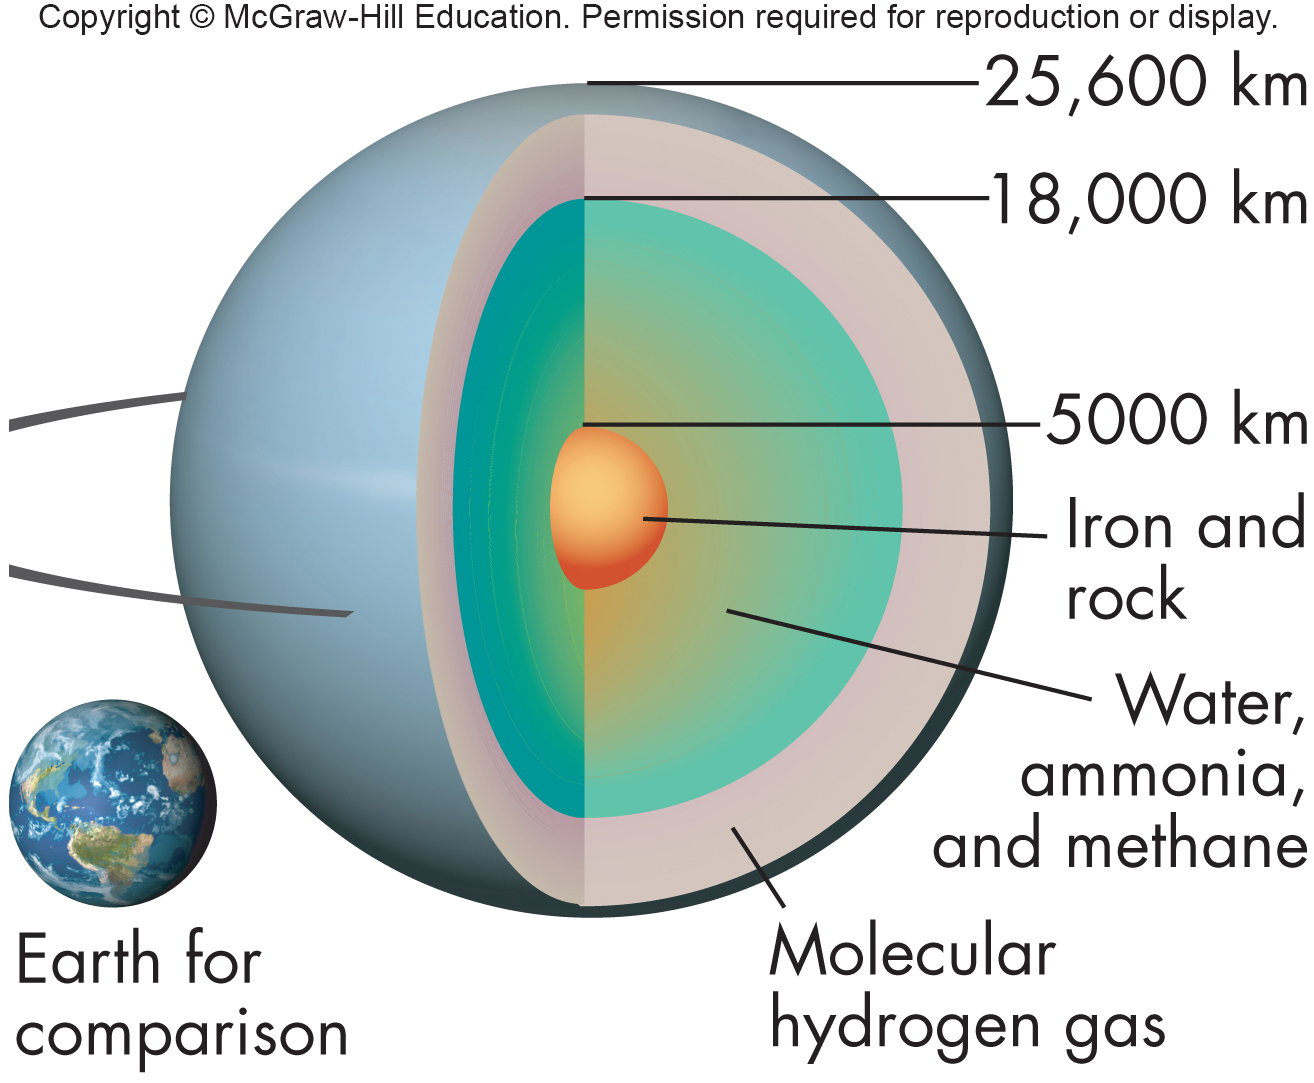 Copyright © McGraw-Hill Education. Permission required for reproduction or display.
25,600 km
18,000 km
5000 km
Iron and
rock
Water,
ammonia,
and methane
Molecular
hydrogen gas
Earth for
comparison